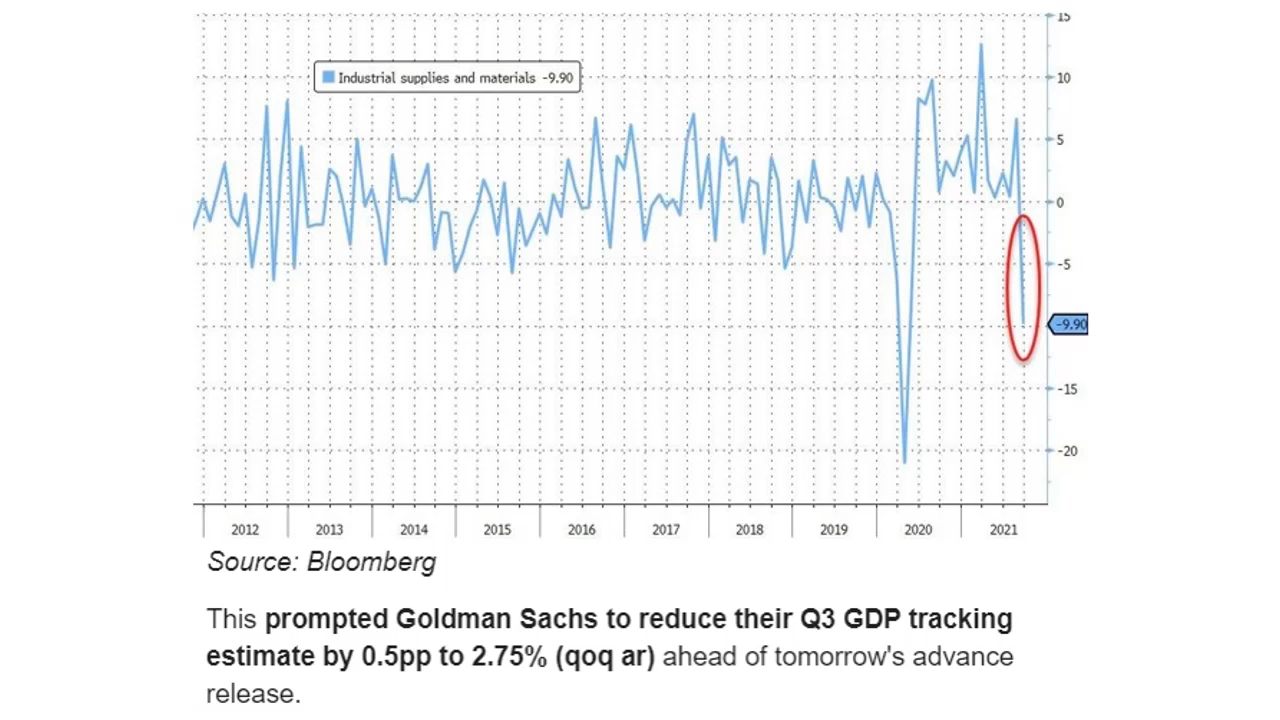 15
Industrial supplies and materials -9.90
10
5
0
-5
-9.90
-15
-20
2012 2013 2014 2015 2016 2017 2018 2019 2020 2021
Source: Bloomberg
This prompted Goldman Sachs to reduce their Q3 GDP tracking
estimate by 0.5pp to 2.75% (qoq ar) ahead of tomorrow's advance
release.